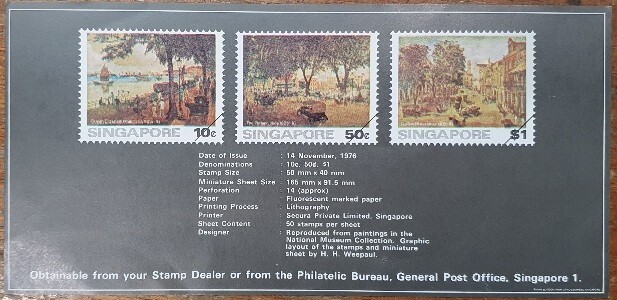 SINGAPORE 10c
SINGAPORE 50c
SINGAPORE $1
Date of Issue : 14 November, 1976
Denominations : 10c, 50c, $1
Stamp Size : 50 mm x 40 mm
Miniature Sheet Size : 165 mm x 91.5 mm
Perforation : 14 (approx)
Paper : Fluorescent marked paper
Printing Process : Lithography
Printer : Secura Private Limited, Singapore
Sheet Content : 50 stamps per sheet
Designer : Reproduced from paintings in the
National Museum Collection. Graphic
layout of the stamps and miniature
sheet by H. H. Weepaul.
Obtainable from your Stamp Dealer or from the Philatelic Bureau, General Post Office, Singapore 1.